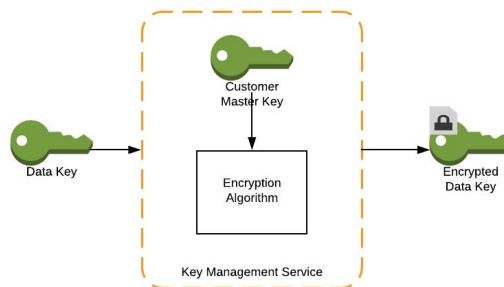 Customer
Master Key
Data Key
Encryption
Algorithm
Encrypted
Data Key
Key Management Service